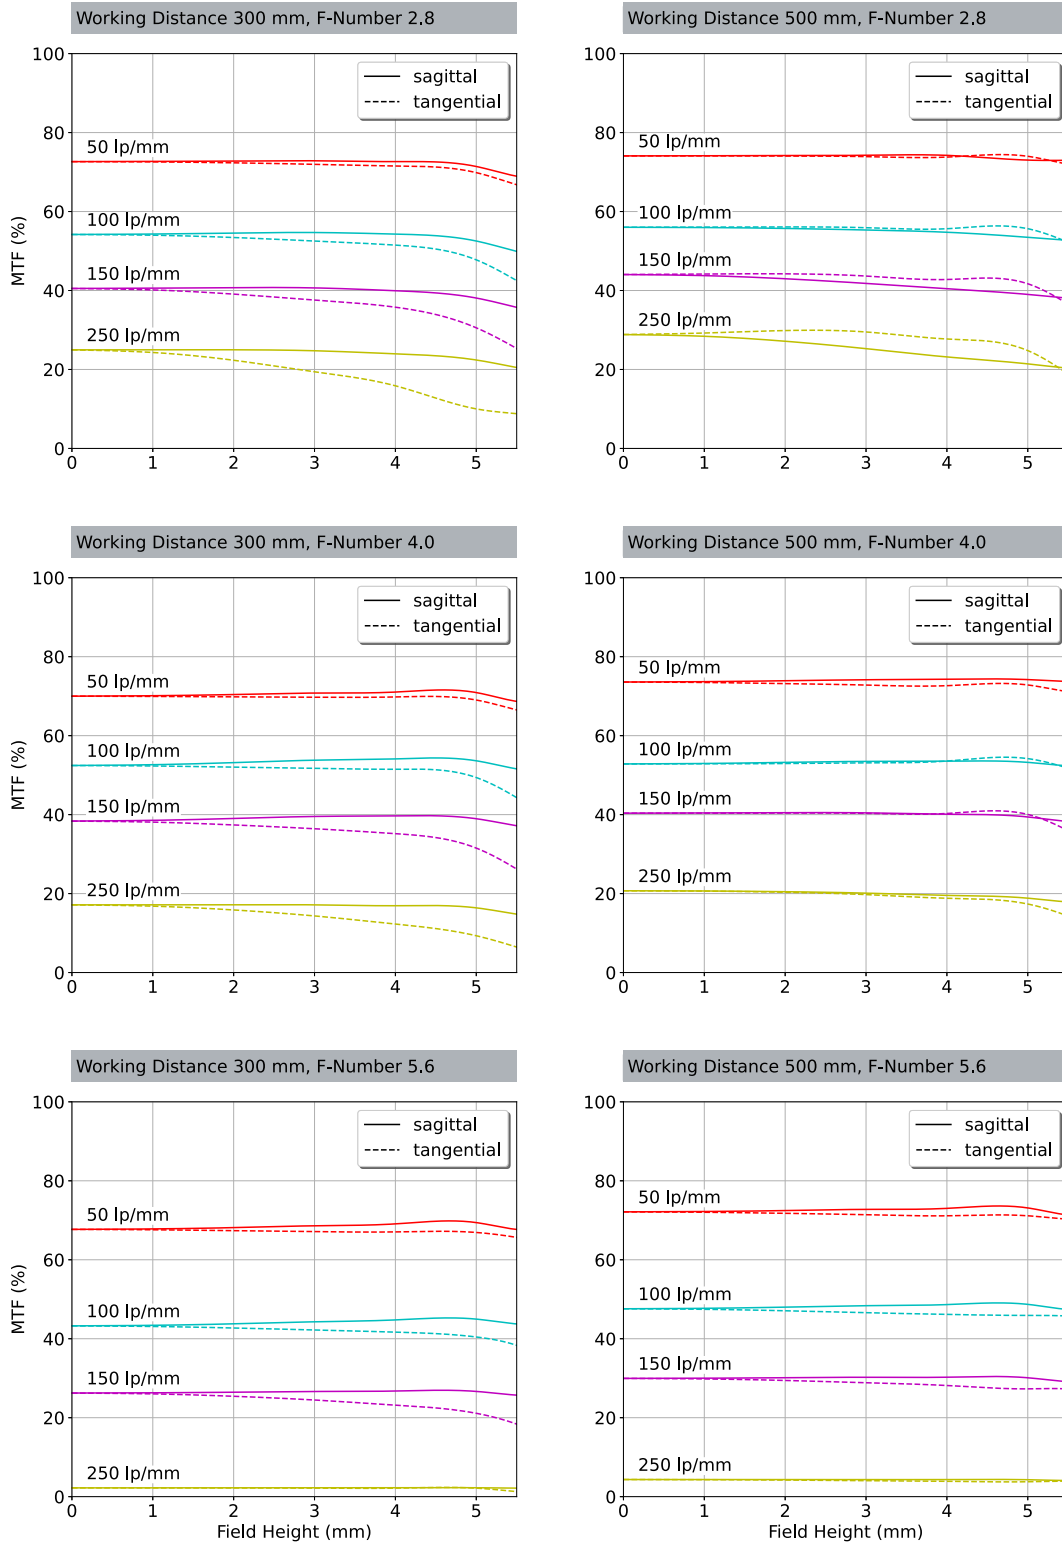 Working Distance 300 mm, F-Number 2.8
100
80
60
40
20
0
MTF (%)
sagittal
tangential
50 lp/mm
100 lp/mm
150 lp/mm
250 lp/mm
0 1 2 3 4 5
Working Distance 500 mm, F-Number 2.8
100
80
60
40
20
0
sagittal
tangential
50 lp/mm
100 lp/mm
150 lp/mm
250 lp/mm
0 1 2 3 4 5
Working Distance 300 mm, F-Number 4.0
100
80
60
40
20
0
MTF (%)
sagittal
tangential
50 lp/mm
100 lp/mm
150 lp/mm
250 lp/mm
0 1 2 3 4 5
Working Distance 500 mm, F-Number 4.0
100
80
60
40
20
0
sagittal
tangential
50 lp/mm
100 lp/mm
150 lp/mm
250 lp/mm
0 1 2 3 4 5
Working Distance 300 mm, F-Number 5.6
100
80
60
40
20
0
MTF (%)
sagittal
tangential
50 lp/mm
100 lp/mm
150 lp/mm
250 lp/mm
0 1 2 3 4 5
Field Height (mm)
Working Distance 500 mm, F-Number 5.6
100
80
60
40
20
0
sagittal
tangential
50 lp/mm
100 lp/mm
150 lp/mm
250 lp/mm
0 1 2 3 4 5
Field Height (mm)